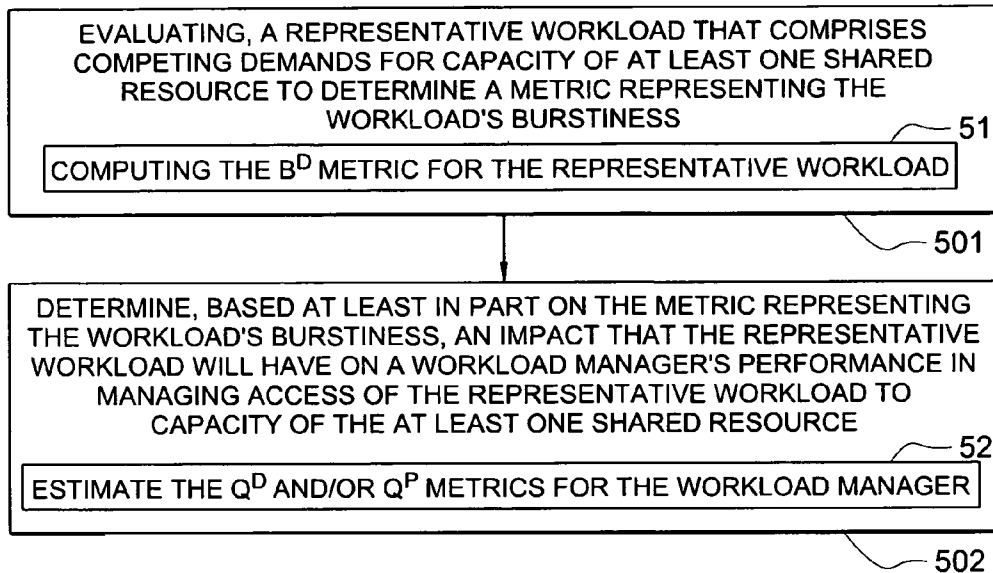 EVALUATING, A REPRESENTATIVE WORKLOAD THAT COMPRISES
COMPETING DEMANDS FOR CAPACITY OF AT LEAST ONE SHARED
RESOURCE TO DETERMINE A METRIC REPRESENTING THE
WORKLOAD'S BURSTINESS
51
COMPUTING THE B^D METRIC FOR THE REPRESENTATIVE WORKLOAD
501
DETERMINE, BASED AT LEAST IN PART ON THE METRIC REPRESENTING
THE WORKLOAD'S BURSTINESS, AN IMPACT THAT THE REPRESENTATIVE
WORKLOAD WILL HAVE ON A WORKLOAD MANAGER'S PERFORMANCE IN
MANAGING ACCESS OF THE REPRESENTATIVE WORKLOAD TO
CAPACITY OF THE AT LEAST ONE SHARED RESOURCE
52
ESTIMATE THE Q^D AND/OR Q^P METRICS FOR THE WORKLOAD MANAGER
502